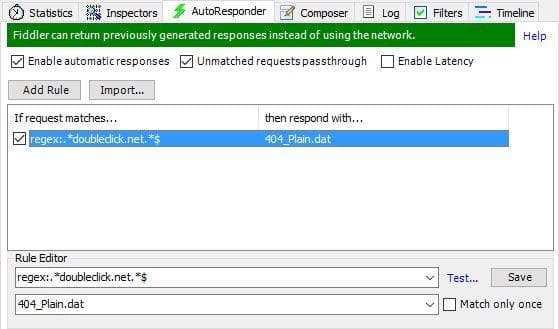 Statistics Inspectors AutoResponder Composer Log Filters Timeline
Fiddler can return previously generated responses instead of using the network. Help
Enable automatic responses Unmatched requests passthrough Enable Latency
Add Rule Import...
If request matches... then respond with...
regex:.*doubleclick.net.*$ 404_Plain.dat
Rule Editor
regex:.*doubleclick.net.*$ Test... Save
404_Plain.dat Match only once